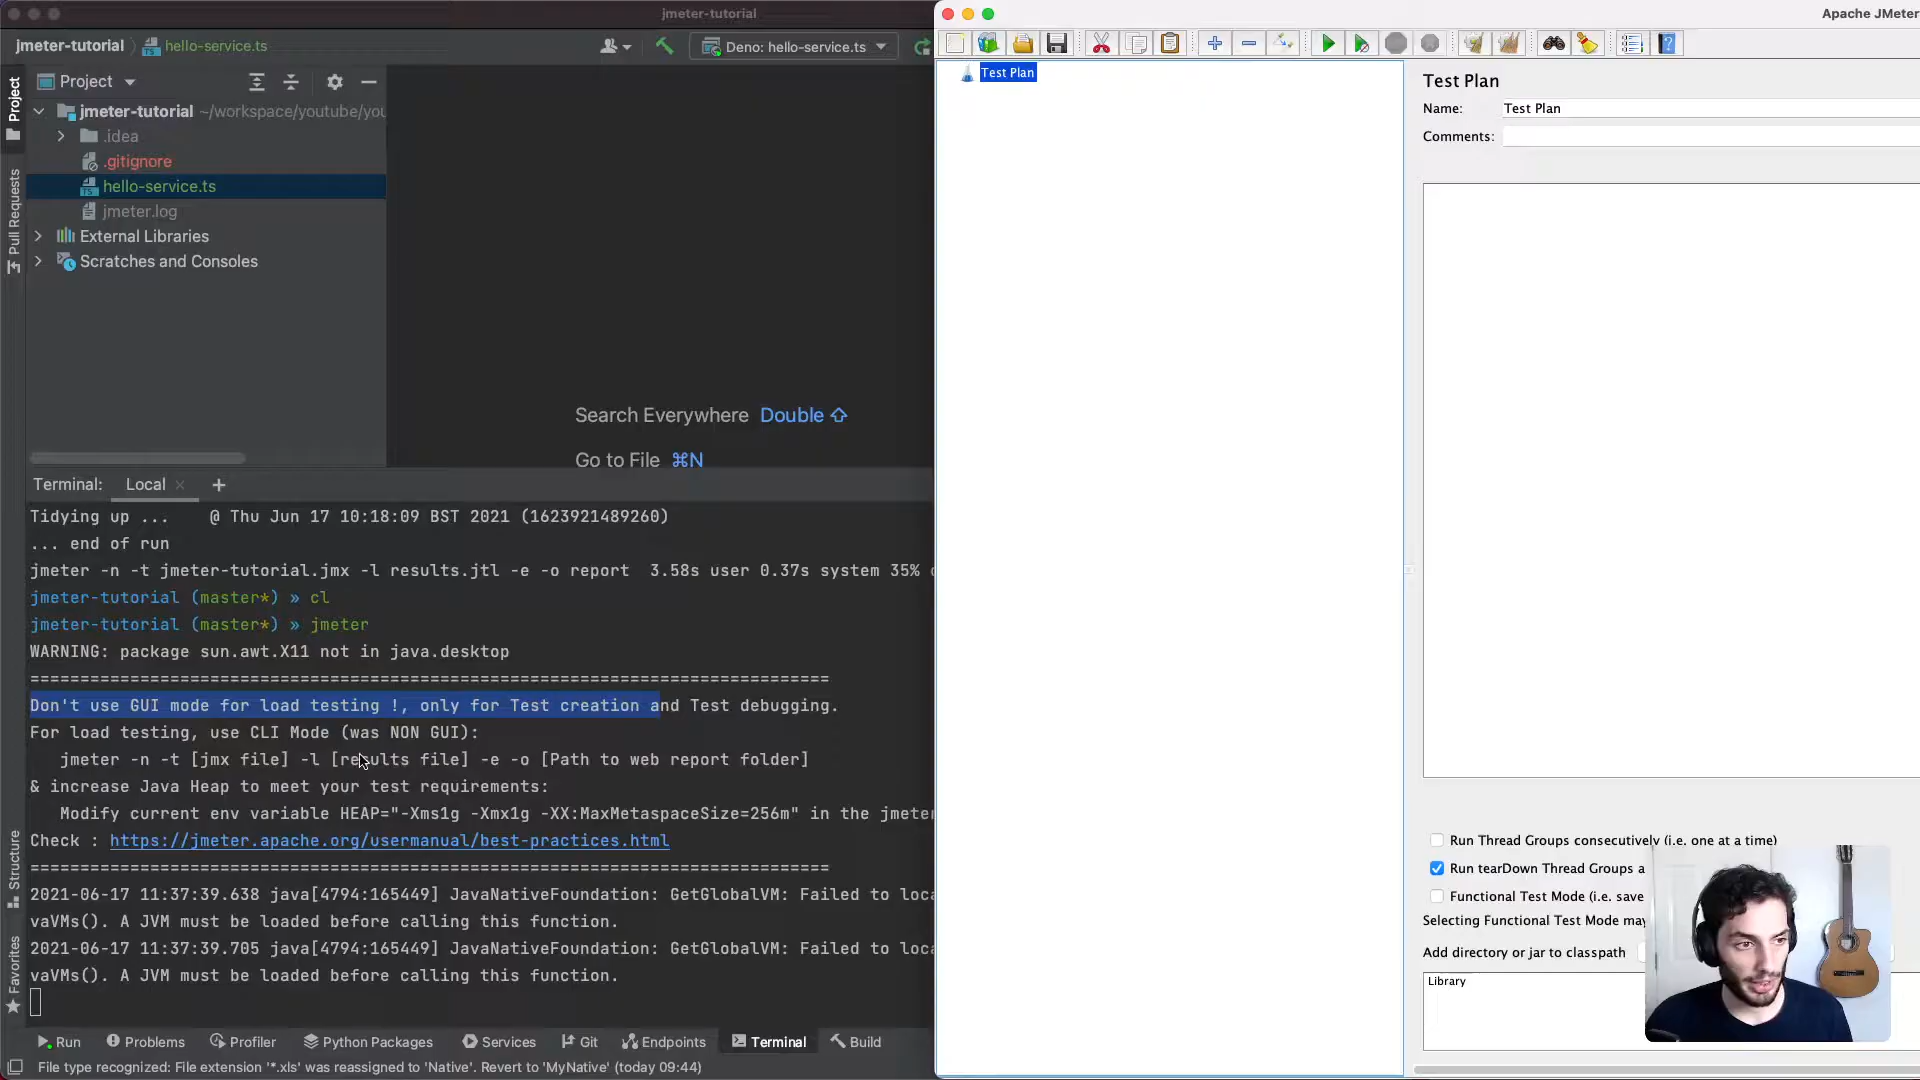 jmeter-tutorial
jmeter-tutorial
hello-service.ts
Deno: hello-service.ts
Project
jmeter-tutorial ~/workspace/youtube/you
.idea
.gitignore
hello-service.ts
jmeter.log
External Libraries
Scratches and Consoles
Project
Pull Requests
Structure
Favorites
Search Everywhere Double ⇧
Go to File ⌘N
Terminal: Local
Tidying up ...    @ Thu Jun 17 10:18:09 BST 2021 (1623921489260)
... end of run
jmeter -n -t jmeter-tutorial.jmx -l results.jtl -e -o report  3.58s user 0.37s system 35%
jmeter-tutorial (master*) » cl
jmeter-tutorial (master*) » jmeter
WARNING: package sun.awt.X11 not in java.desktop
================================================================================
Don't use GUI mode for load testing !, only for Test creation and Test debugging.
For load testing, use CLI Mode (was NON GUI):
   jmeter -n -t [jmx file] -l [results file] -e -o [Path to web report folder]
& increase Java Heap to meet your test requirements:
   Modify current env variable HEAP="-Xms1g -Xmx1g -XX:MaxMetaspaceSize=256m" in the jmeter
Check : https://jmeter.apache.org/usermanual/best-practices.html
================================================================================
2021-06-17 11:37:39.638 java[4794:165449] JavaNativeFoundation: GetGlobalVM: Failed to loca
vaVMs(). A JVM must be loaded before calling this function.
2021-06-17 11:37:39.705 java[4794:165449] JavaNativeFoundation: GetGlobalVM: Failed to loca
vaVMs(). A JVM must be loaded before calling this function.
Run
Problems
Profiler
Python Packages
Services
Git
Endpoints
Terminal
Build
File type recognized: File extension '*.xls' was reassigned to 'Native'. Revert to 'MyNative' (today 09:44)
Apache JMeter
Test Plan
Test Plan
Name: Test Plan
Comments:
Run Thread Groups consecutively (i.e. one at a time)
Run tearDown Thread Groups a
Functional Test Mode (i.e. save
Selecting Functional Test Mode may
Add directory or jar to classpath
Library